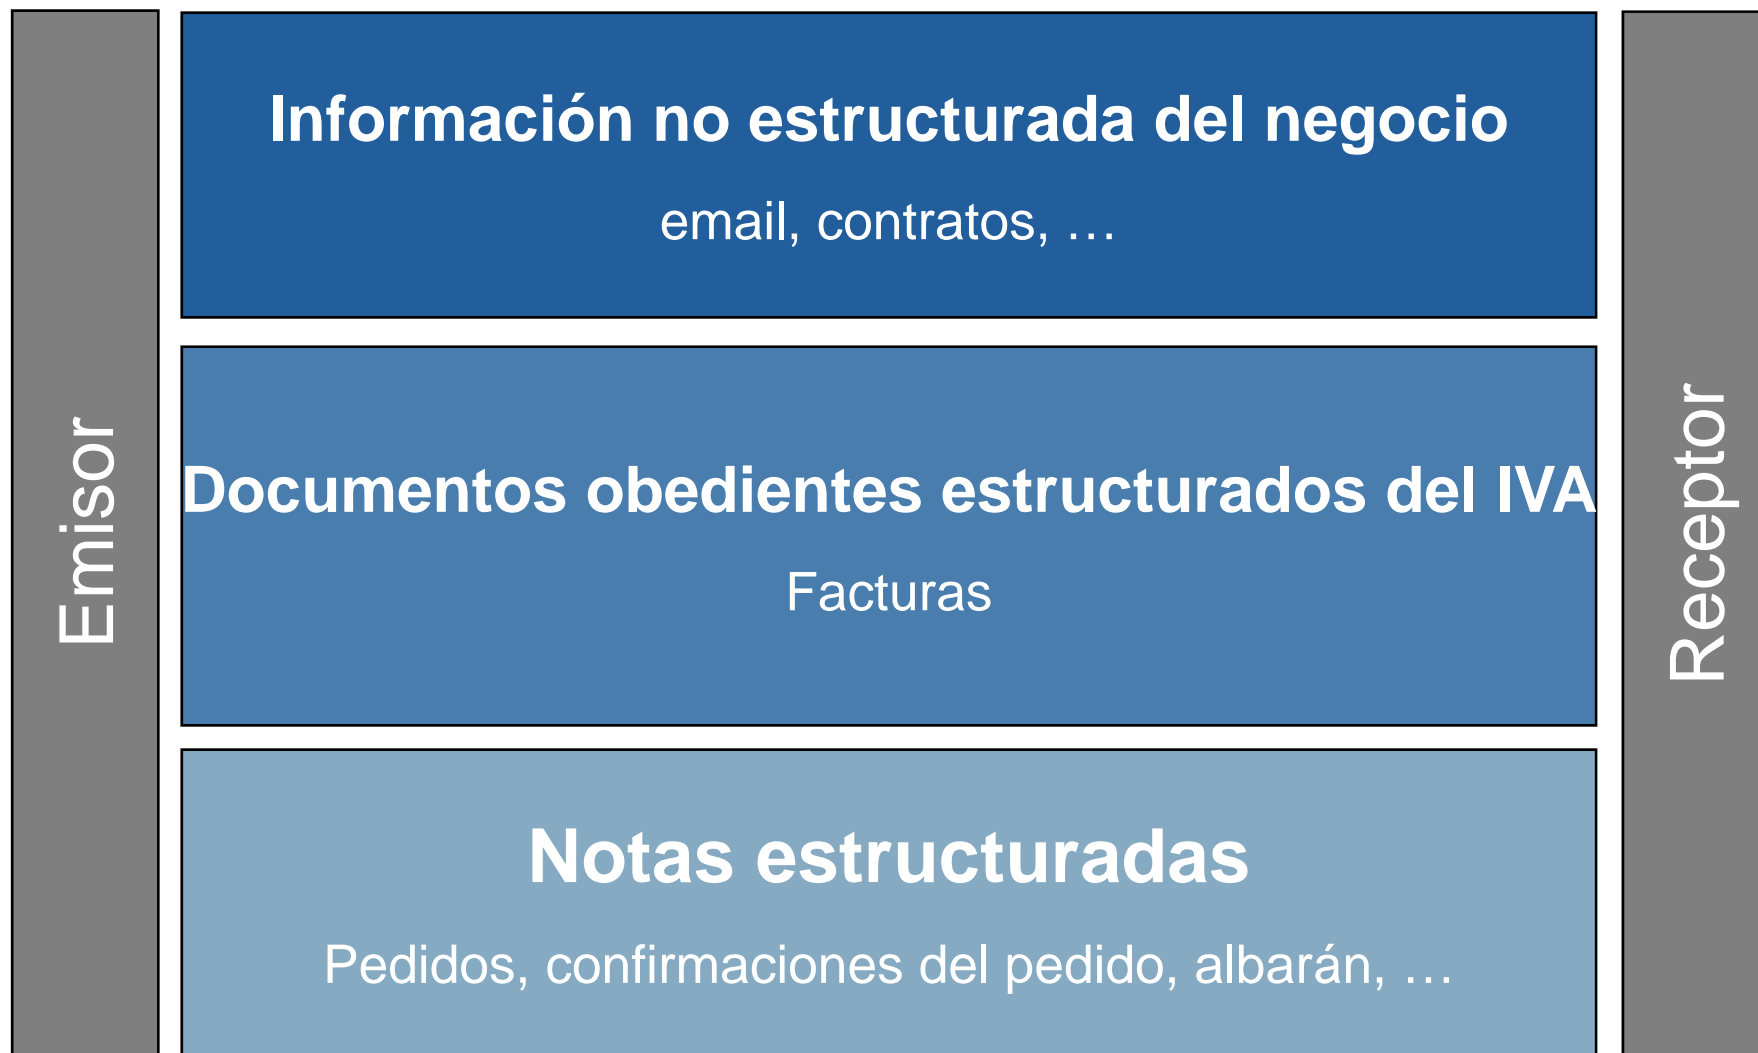 Emisor
Información no estructurada del negocio
email, contratos, …
Documentos obedientes estructurados del IVA
Facturas
Notas estructuradas
Pedidos, confirmaciones del pedido, albarán, …
Receptor